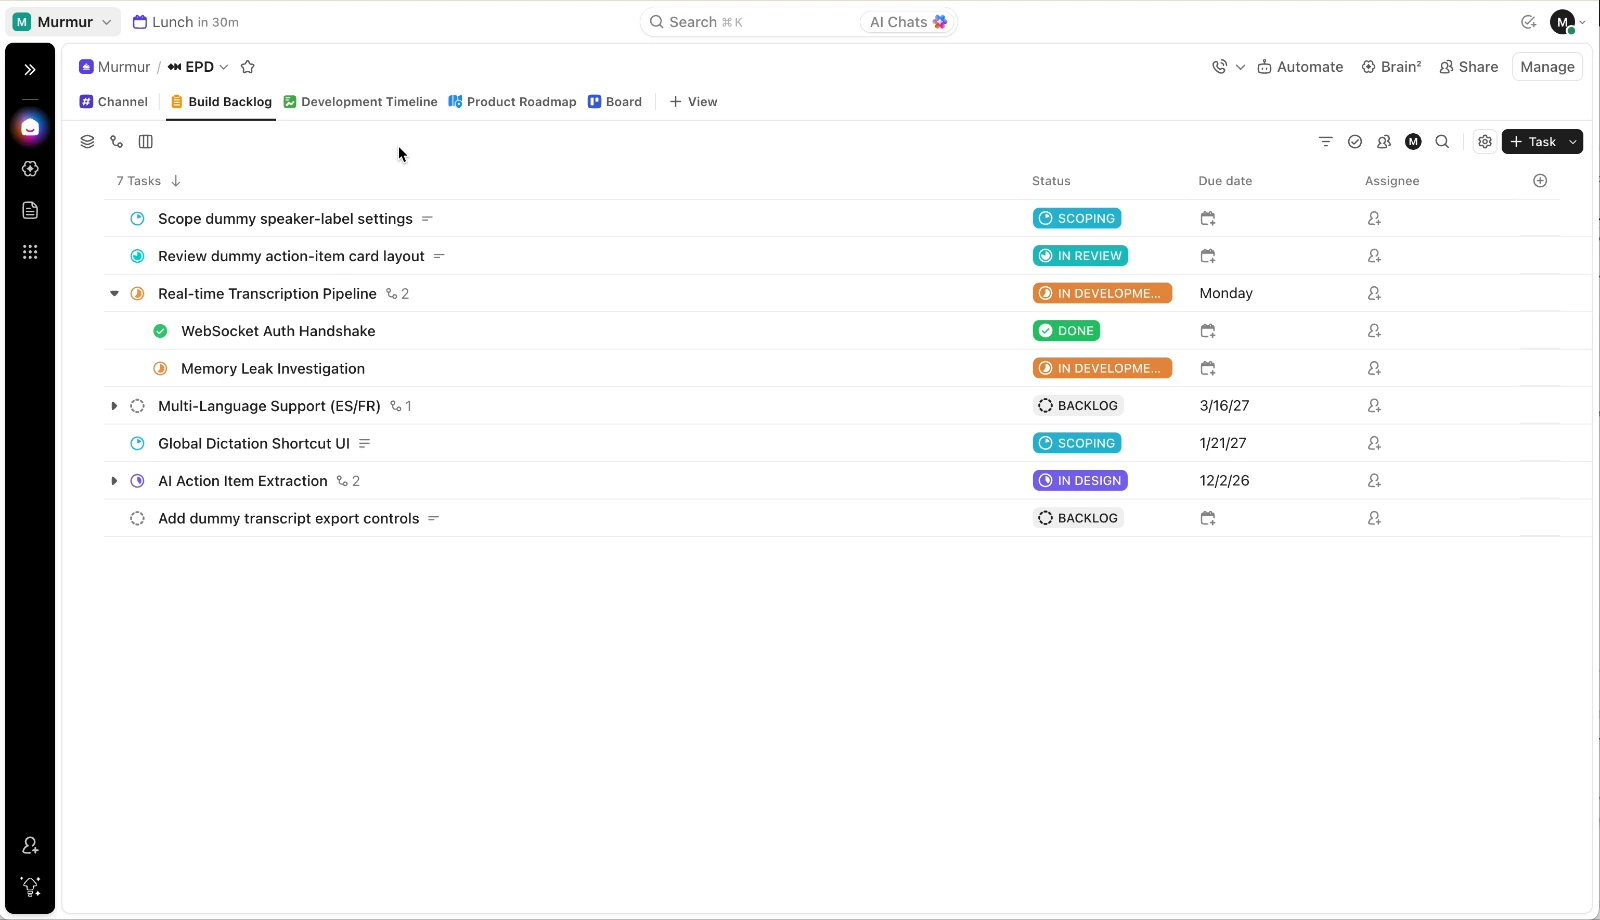 M Murmur Lunch in 30m Search ⌘K AI Chats M
Murmur / EPD Automate Brain² Share Manage
Channel Build Backlog Development Timeline Product Roadmap Board + View
M + Task
7 Tasks ↓ Status Due date Assignee
Scope dummy speaker-label settings SCOPING
Review dummy action-item card layout IN REVIEW
Real-time Transcription Pipeline 2 IN DEVELOPME... Monday
WebSocket Auth Handshake DONE
Memory Leak Investigation IN DEVELOPME...
Multi-Language Support (ES/FR) 1 BACKLOG 3/16/27
Global Dictation Shortcut UI SCOPING 1/21/27
AI Action Item Extraction 2 IN DESIGN 12/2/26
Add dummy transcript export controls BACKLOG